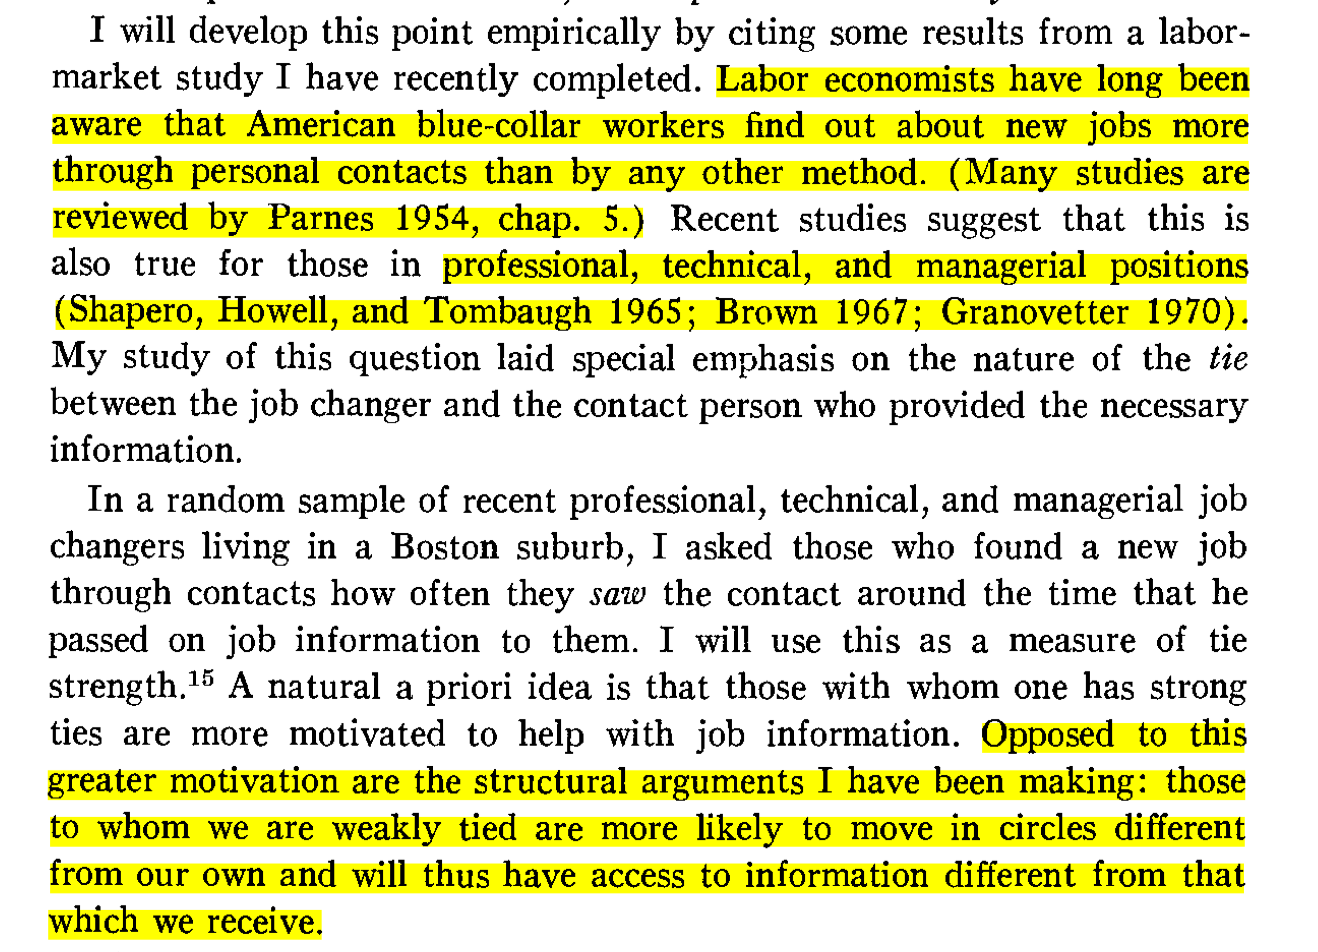 I will develop this point empirically by citing some results from a labor-
market study I have recently completed. Labor economists have long been
aware that American blue-collar workers find out about new jobs more
through personal contacts than by any other method. (Many studies are
reviewed by Parnes 1954, chap. 5.) Recent studies suggest that this is
also true for those in professional, technical, and managerial positions
(Shapero, Howell, and Tombaugh 1965; Brown 1967; Granovetter 1970).
My study of this question laid special emphasis on the nature of the tie
between the job changer and the contact person who provided the necessary
information.
In a random sample of recent professional, technical, and managerial job
changers living in a Boston suburb, I asked those who found a new job
through contacts how often they saw the contact around the time that he
passed on job information to them. I will use this as a measure of tie
strength.¹⁵ A natural a priori idea is that those with whom one has strong
ties are more motivated to help with job information. Opposed to this
greater motivation are the structural arguments I have been making: those
to whom we are weakly tied are more likely to move in circles different
from our own and will thus have access to information different from that
which we receive.